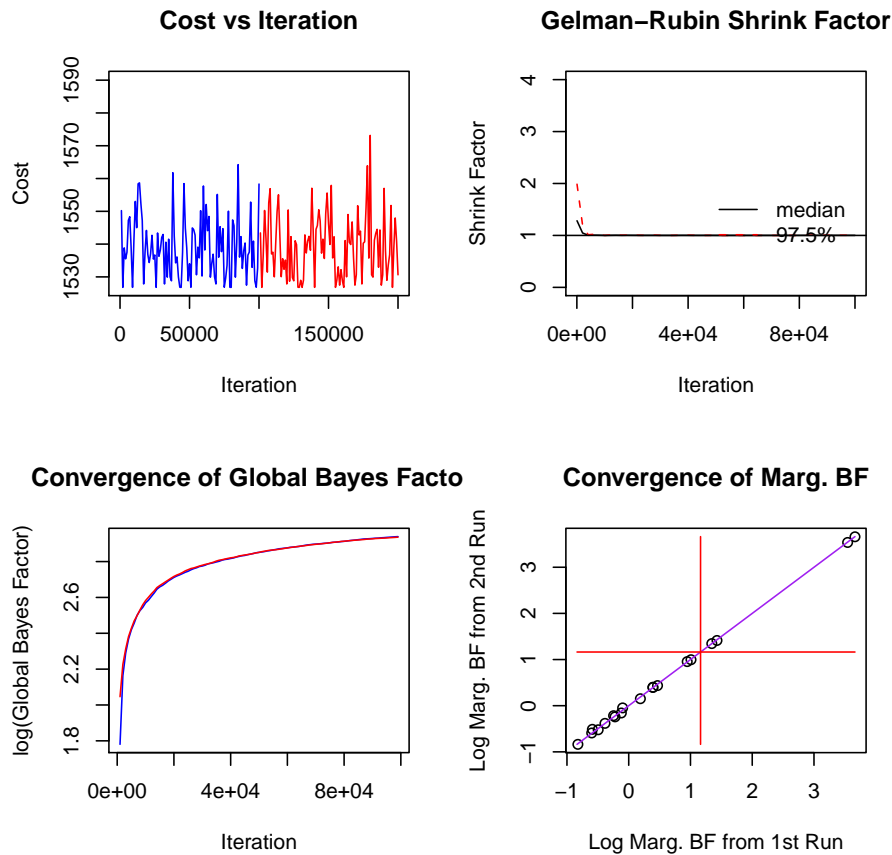 Cost vs Iteration
Cost
1530
1550
1570
1590
0
50000
150000
Iteration
Gelman−Rubin Shrink Factor
Shrink Factor
0
1
2
3
4
0e+00
4e+04
8e+04
median
97.5%
Iteration
Convergence of Global Bayes Facto
log(Global Bayes Factor)
1.8
2.2
2.6
0e+00
4e+04
8e+04
Iteration
Convergence of Marg. BF
Log Marg. BF from 2nd Run
−1
0
1
2
3
−1
0
1
2
3
Log Marg. BF from 1st Run